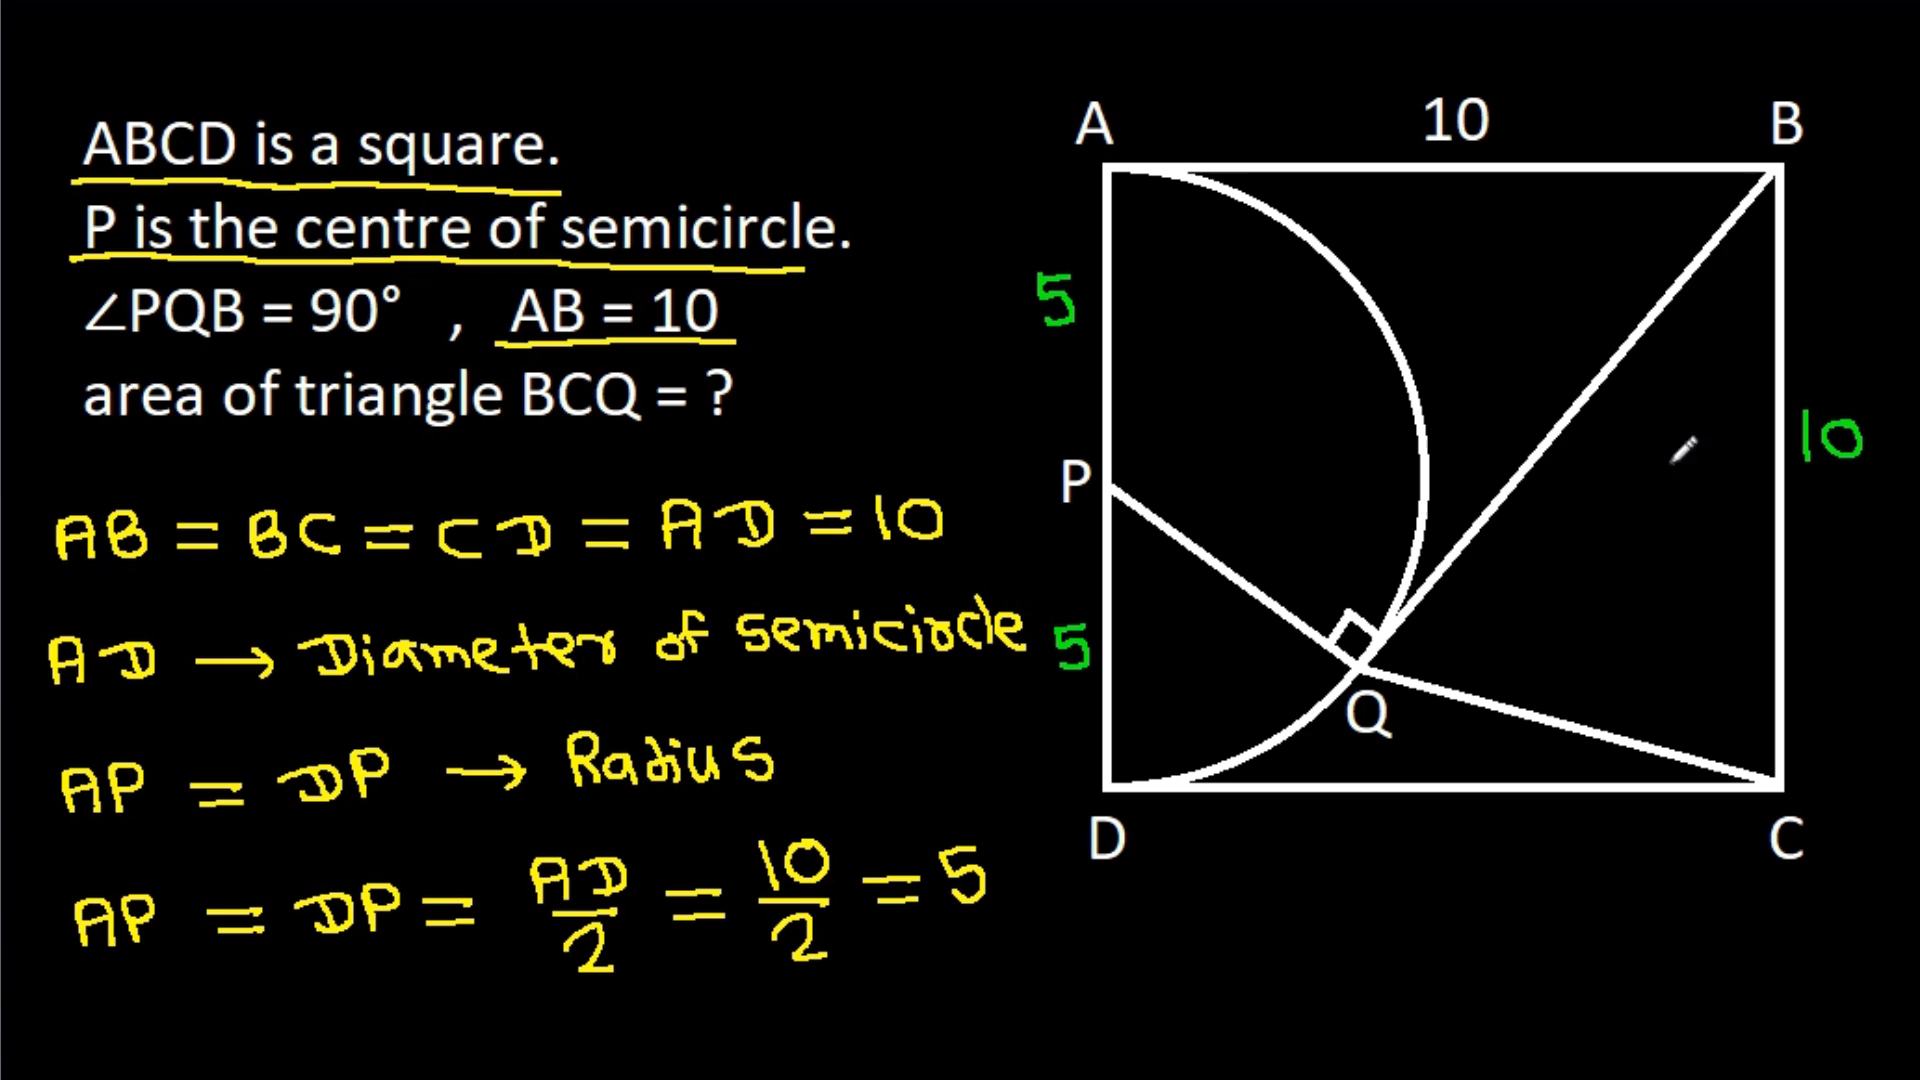 ABCD is a square.
P is the centre of semicircle.
∠PQB = 90° , AB = 10
area of triangle BCQ = ?
AB = BC = CD = AD = 10
AD → Diameter of semicircle
AP = DP → Radius
AP = DP = AD/2 = 10/2 = 5
A 10 B
5
10
P
5
Q
D C